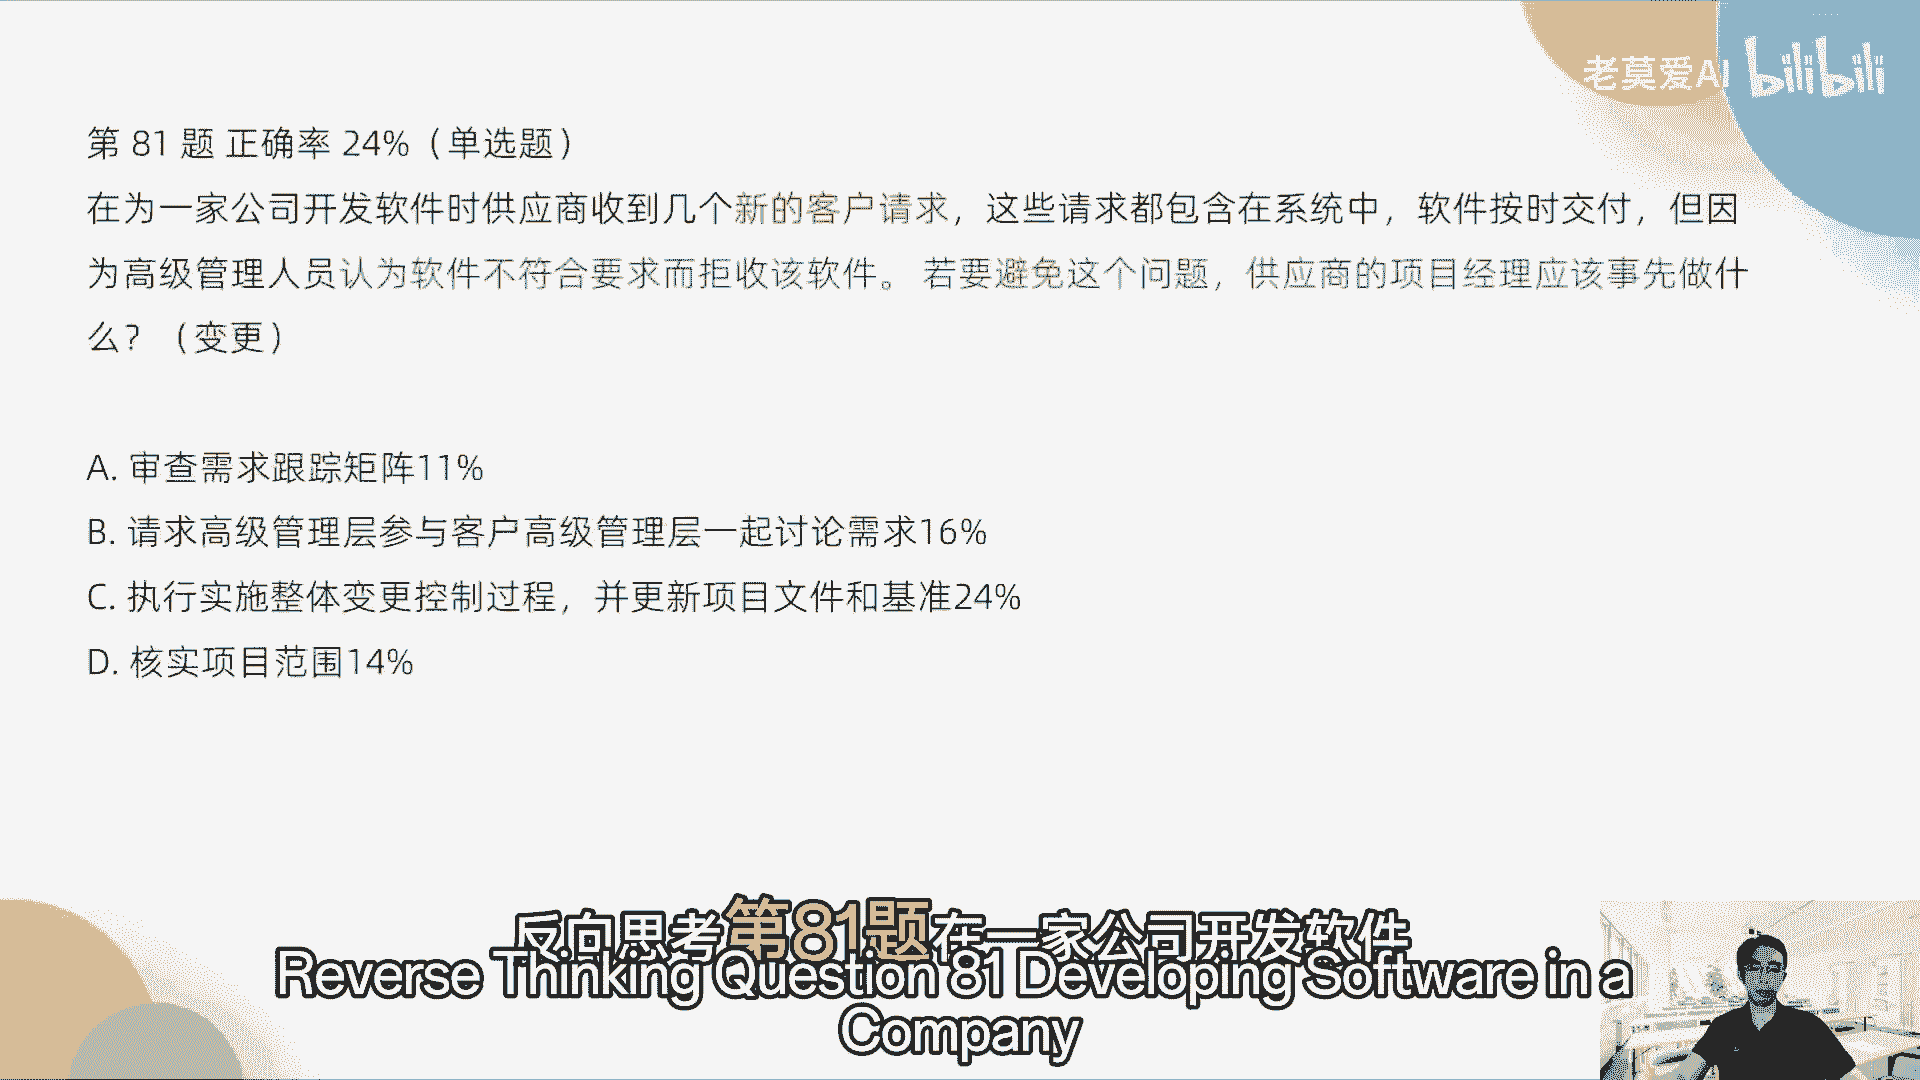 老莫爱AI bilibili
第 81 题 正确率 24%（单选题）
在为一家公司开发软件时供应商收到几个新的客户请求，这些请求都包含在系统中，软件按时交付，但因
为高级管理人员认为软件不符合要求而拒收该软件。 若要避免这个问题，供应商的项目经理应该事先做什
么？（变更）
A. 审查需求跟踪矩阵11%
B. 请求高级管理层参与客户高级管理层一起讨论需求16%
C. 执行实施整体变更控制过程，并更新项目文件和基准24%
D. 核实项目范围14%
反向思考第81题在一家公司开发软件
Reverse Thinking Question 81 Developing Software in a
Company